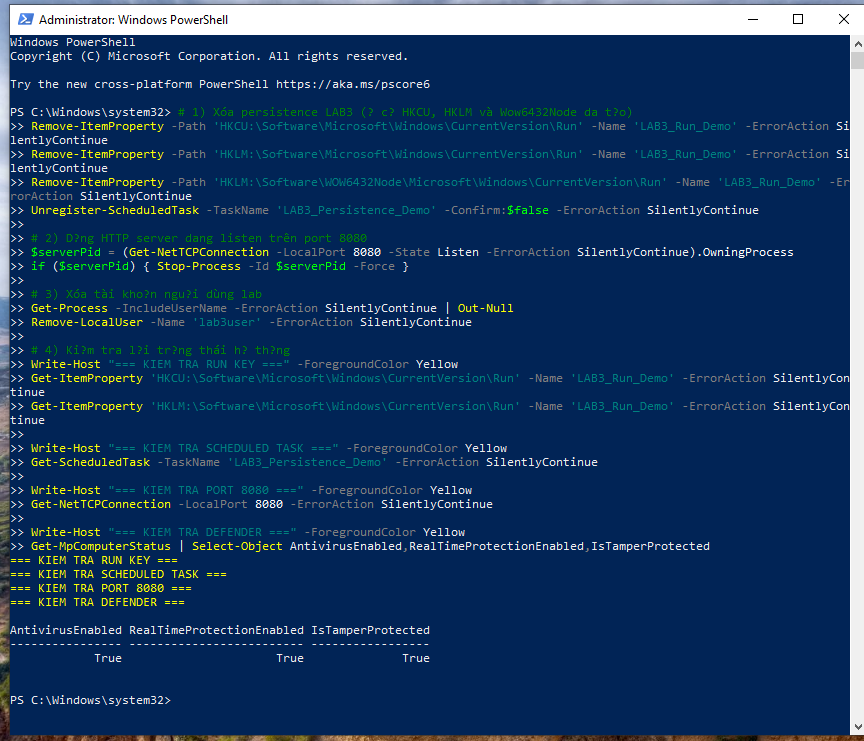 Administrator: Windows PowerShell
Windows PowerShell
Copyright (C) Microsoft Corporation. All rights reserved.
Try the new cross-platform PowerShell https://aka.ms/pscore6
PS C:\Windows\system32> # 1) Xóa persistence LAB3 (? c? HKCU, HKLM và Wow6432Node da t?o)
>> Remove-ItemProperty -Path 'HKCU:\Software\Microsoft\Windows\CurrentVersion\Run' -Name 'LAB3_Run_Demo' -ErrorAction Si
lentlyContinue
>> Remove-ItemProperty -Path 'HKLM:\Software\Microsoft\Windows\CurrentVersion\Run' -Name 'LAB3_Run_Demo' -ErrorAction Si
lentlyContinue
>> Remove-ItemProperty -Path 'HKLM:\Software\WOW6432Node\Microsoft\Windows\CurrentVersion\Run' -Name 'LAB3_Run_Demo' -Er
rorAction SilentlyContinue
>> Unregister-ScheduledTask -TaskName 'LAB3_Persistence_Demo' -Confirm:$false -ErrorAction SilentlyContinue
>>
>> # 2) D?ng HTTP server dang listen trên port 8080
>> $serverPid = (Get-NetTCPConnection -LocalPort 8080 -State Listen -ErrorAction SilentlyContinue).OwningProcess
>> if ($serverPid) { Stop-Process -Id $serverPid -Force }
>>
>> # 3) Xóa tài kho?n ngu?i dùng lab
>> Get-Process -IncludeUserName -ErrorAction SilentlyContinue | Out-Null
>> Remove-LocalUser -Name 'lab3user' -ErrorAction SilentlyContinue
>>
>> # 4) Ki?m tra l?i tr?ng thái h? th?ng
>> Write-Host "=== KIEM TRA RUN KEY ===" -ForegroundColor Yellow
>> Get-ItemProperty 'HKCU:\Software\Microsoft\Windows\CurrentVersion\Run' -Name 'LAB3_Run_Demo' -ErrorAction SilentlyCon
tinue
>> Get-ItemProperty 'HKLM:\Software\Microsoft\Windows\CurrentVersion\Run' -Name 'LAB3_Run_Demo' -ErrorAction SilentlyCon
tinue
>>
>> Write-Host "=== KIEM TRA SCHEDULED TASK ===" -ForegroundColor Yellow
>> Get-ScheduledTask -TaskName 'LAB3_Persistence_Demo' -ErrorAction SilentlyContinue
>>
>> Write-Host "=== KIEM TRA PORT 8080 ===" -ForegroundColor Yellow
>> Get-NetTCPConnection -LocalPort 8080 -ErrorAction SilentlyContinue
>>
>> Write-Host "=== KIEM TRA DEFENDER ===" -ForegroundColor Yellow
>> Get-MpComputerStatus | Select-Object AntivirusEnabled,RealTimeProtectionEnabled,IsTamperProtected
=== KIEM TRA RUN KEY ===
=== KIEM TRA SCHEDULED TASK ===
=== KIEM TRA PORT 8080 ===
=== KIEM TRA DEFENDER ===
AntivirusEnabled RealTimeProtectionEnabled IsTamperProtected
---------------- ------------------------- -----------------
True True True
PS C:\Windows\system32>